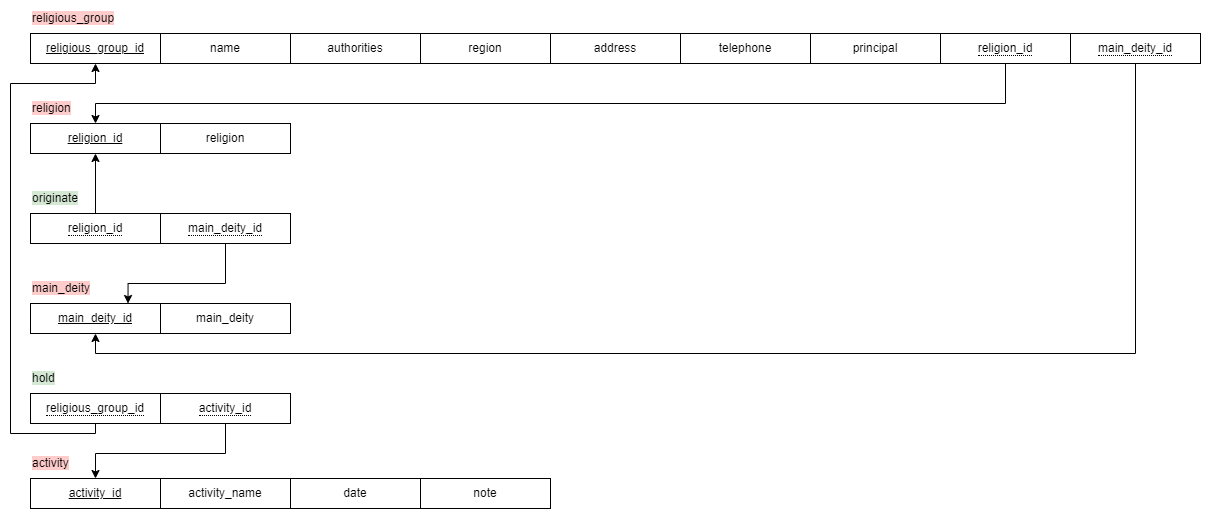 religious_group
religious_group_id name authorities region address telephone principal religion_id main_deity_id
religion
religion_id religion
originate
religion_id main_deity_id
main_deity
main_deity_id main_deity
hold
religious_group_id activity_id
activity
activity_id activity_name date note